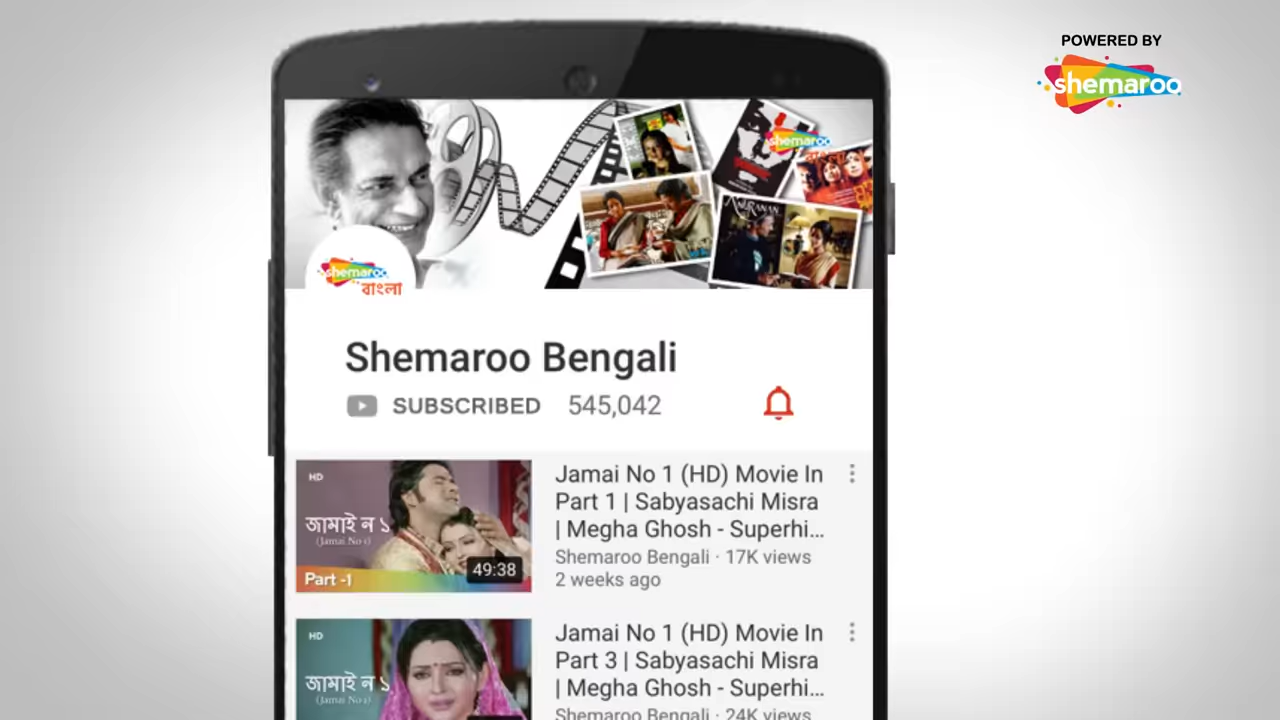 POWERED BY
shemaroo
shemaroo
বাংলা
ANURANAN
shemaroo
বাংলা
Shemaroo Bengali
SUBSCRIBED 545,042
HD
জামাই ন ১
(Jamai No 1)
Part -1
49:38
Jamai No 1 (HD) Movie In
Part 1 | Sabyasachi Misra
| Megha Ghosh - Superhi...
Shemaroo Bengali · 17K views
2 weeks ago
HD
জামাই ন ১
(Jamai No 1)
Jamai No 1 (HD) Movie In
Part 3 | Sabyasachi Misra
| Megha Ghosh - Superhi...
Shemaroo Bengali · 24K views